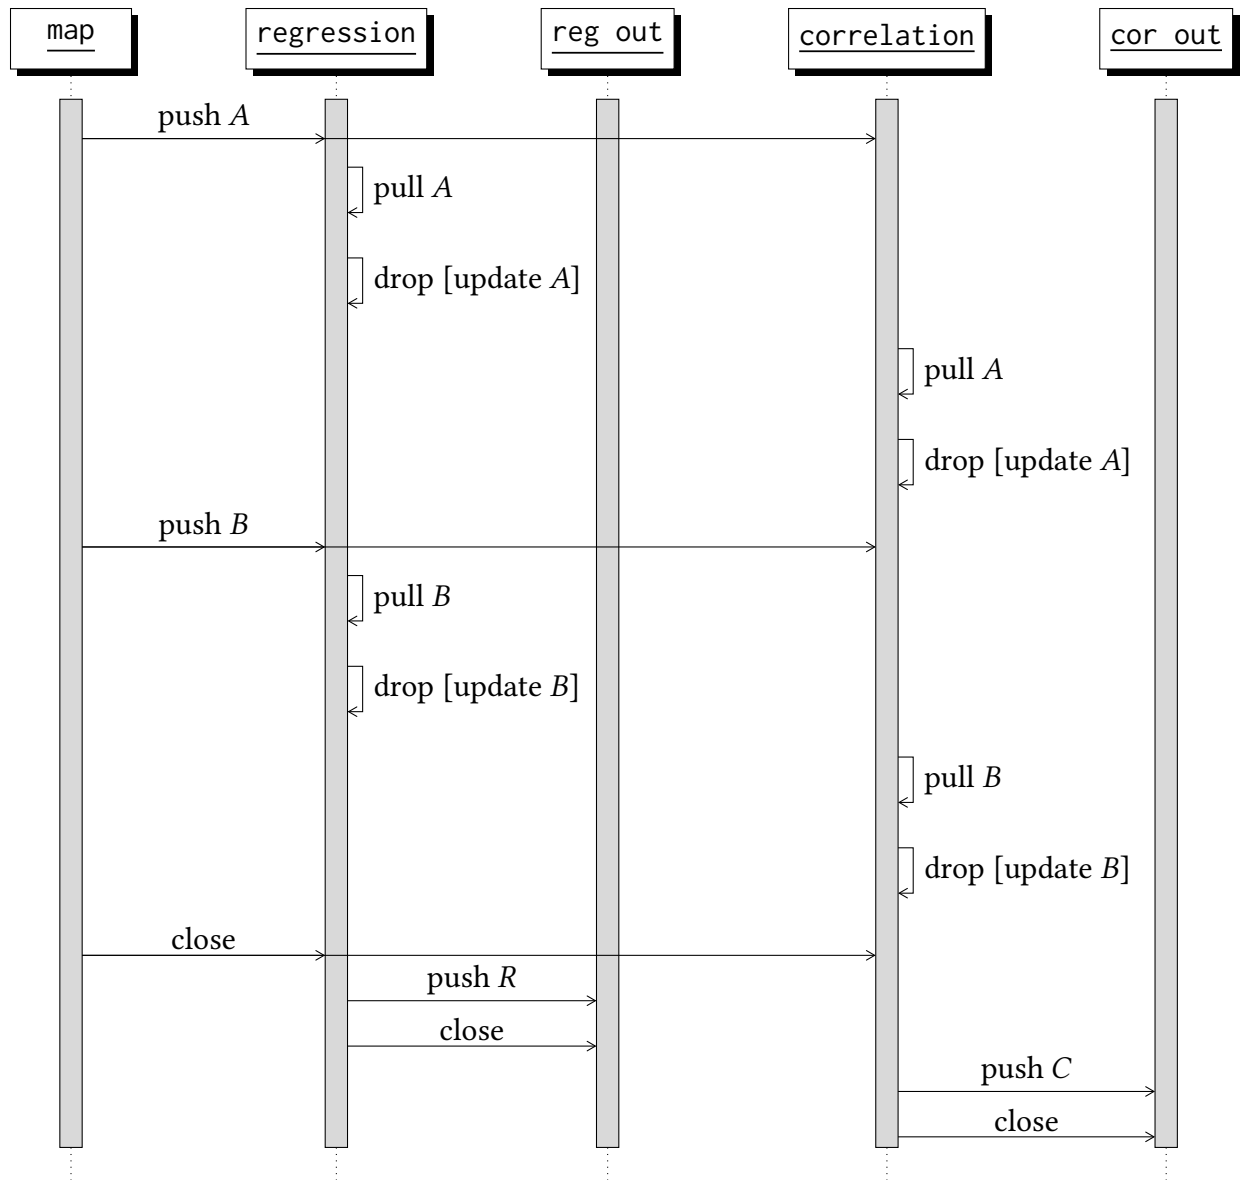 map
regression
reg out
correlation
cor out
push A
pull A
drop [update A]
pull A
drop [update A]
push B
pull B
drop [update B]
pull B
drop [update B]
close
push R
close
push C
close